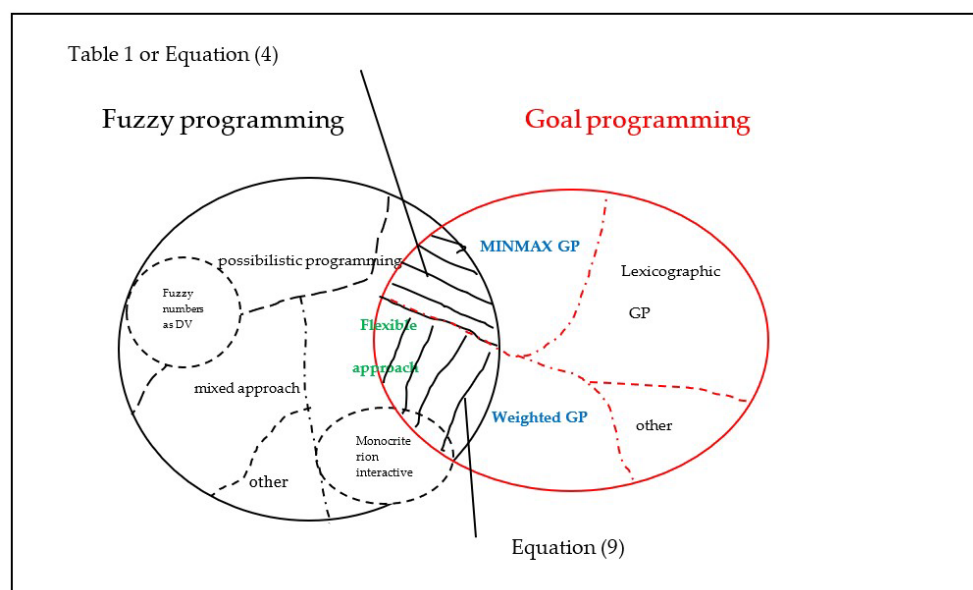 Table 1 or Equation (4)
Fuzzy programming
Goal programming
MINMAX GP
possibilistic programming
Lexicographic
GP
Fuzzy
numbers
as DV
Flexible
approach
mixed approach
Weighted GP
other
Monocrite
rion
interactive
other
Equation (9)